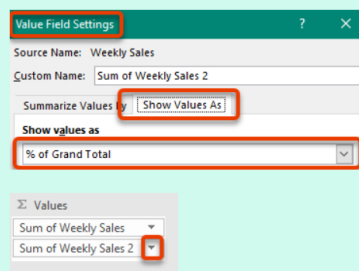 Value Field Settings ? ×
Source Name: Weekly Sales
Custom Name: Sum of Weekly Sales 2
Summarize Values By Show Values As
Show values as
% of Grand Total
Σ Values
Sum of Weekly Sales
Sum of Weekly Sales 2